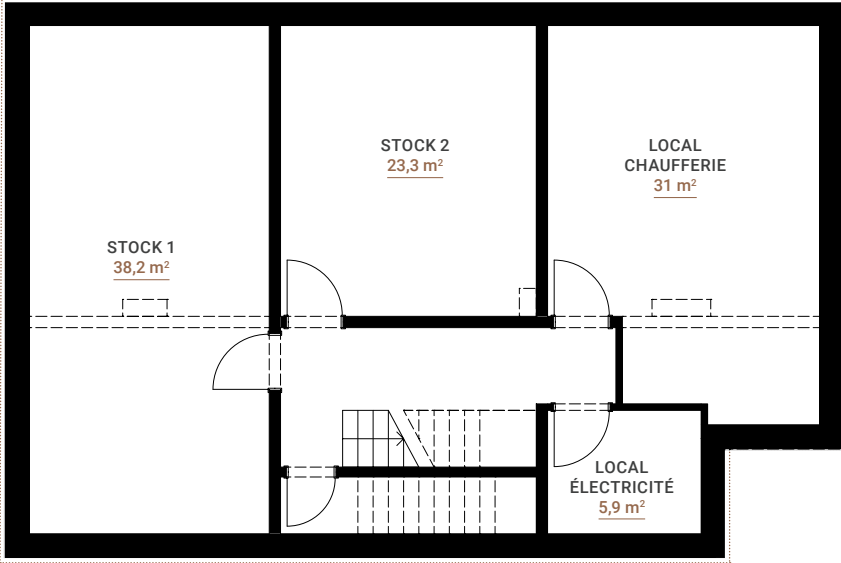 STOCK 2
23,3 m²
LOCAL
CHAUFFERIE
31 m²
STOCK 1
38,2 m²
LOCAL
ÉLECTRICITÉ
5,9 m²